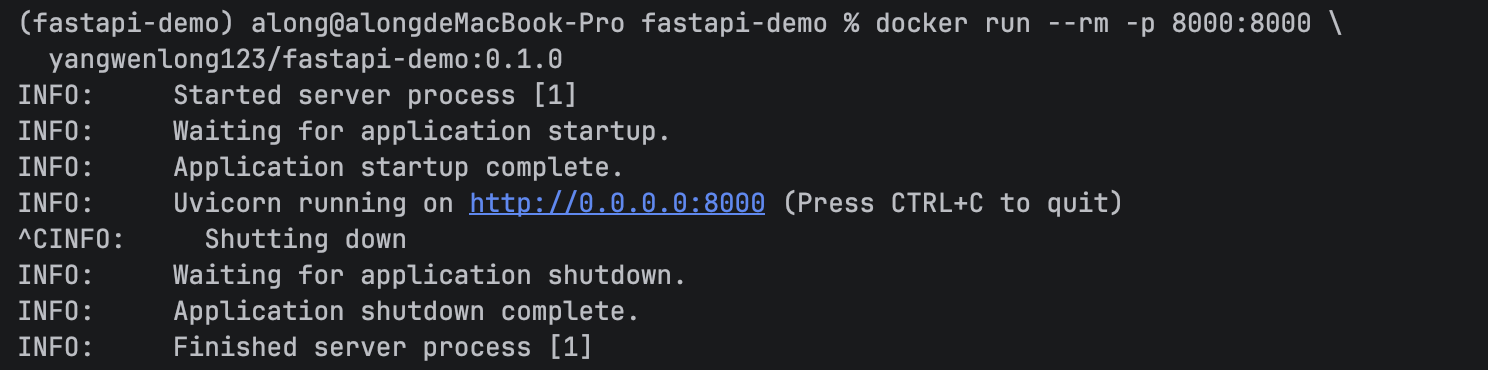 (fastapi-demo) along@alongdeMacBook-Pro fastapi-demo % docker run --rm -p 8000:8000 \
  yangwenlong123/fastapi-demo:0.1.0
INFO:     Started server process [1]
INFO:     Waiting for application startup.
INFO:     Application startup complete.
INFO:     Uvicorn running on http://0.0.0.0:8000 (Press CTRL+C to quit)
^CINFO:     Shutting down
INFO:     Waiting for application shutdown.
INFO:     Application shutdown complete.
INFO:     Finished server process [1]